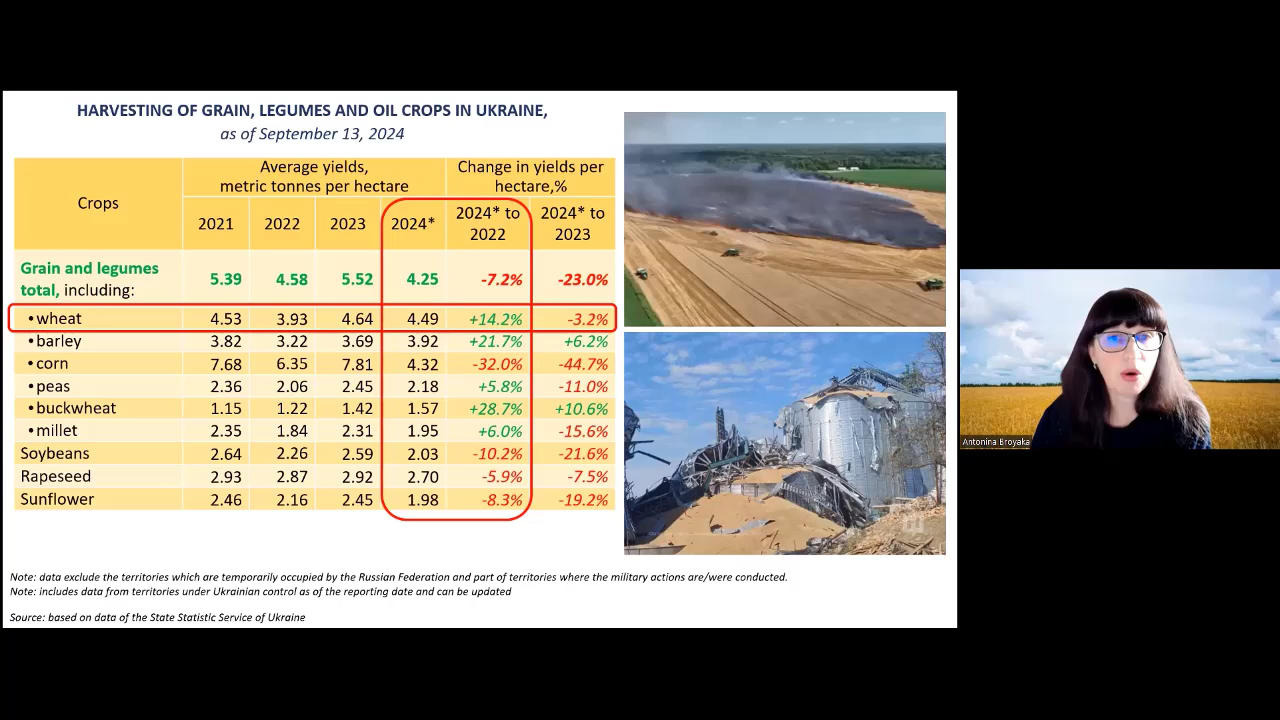 HARVESTING OF GRAIN, LEGUMES AND OIL CROPS IN UKRAINE,
as of September 13, 2024
Crops
Average yields,
metric tonnes per hectare
Change in yields per
hectare,%
2021 2022 2023 2024* 2024* to 2022 2024* to 2023
Grain and legumes
total, including: 5.39 4.58 5.52 4.25 -7.2% -23.0%
•wheat 4.53 3.93 4.64 4.49 +14.2% -3.2%
•barley 3.82 3.22 3.69 3.92 +21.7% +6.2%
•corn 7.68 6.35 7.81 4.32 -32.0% -44.7%
•peas 2.36 2.06 2.45 2.18 +5.8% -11.0%
•buckwheat 1.15 1.22 1.42 1.57 +28.7% +10.6%
•millet 2.35 1.84 2.31 1.95 +6.0% -15.6%
Soybeans 2.64 2.26 2.59 2.03 -10.2% -21.6%
Rapeseed 2.93 2.87 2.92 2.70 -5.9% -7.5%
Sunflower 2.46 2.16 2.45 1.98 -8.3% -19.2%
Note: data exclude the territories which are temporarily occupied by the Russian Federation and part of territories where the military actions are/were conducted.
Note: includes data from territories under Ukrainian control as of the reporting date and can be updated
Source: based on data of the State Statistic Service of Ukraine
Antonina Broyaka